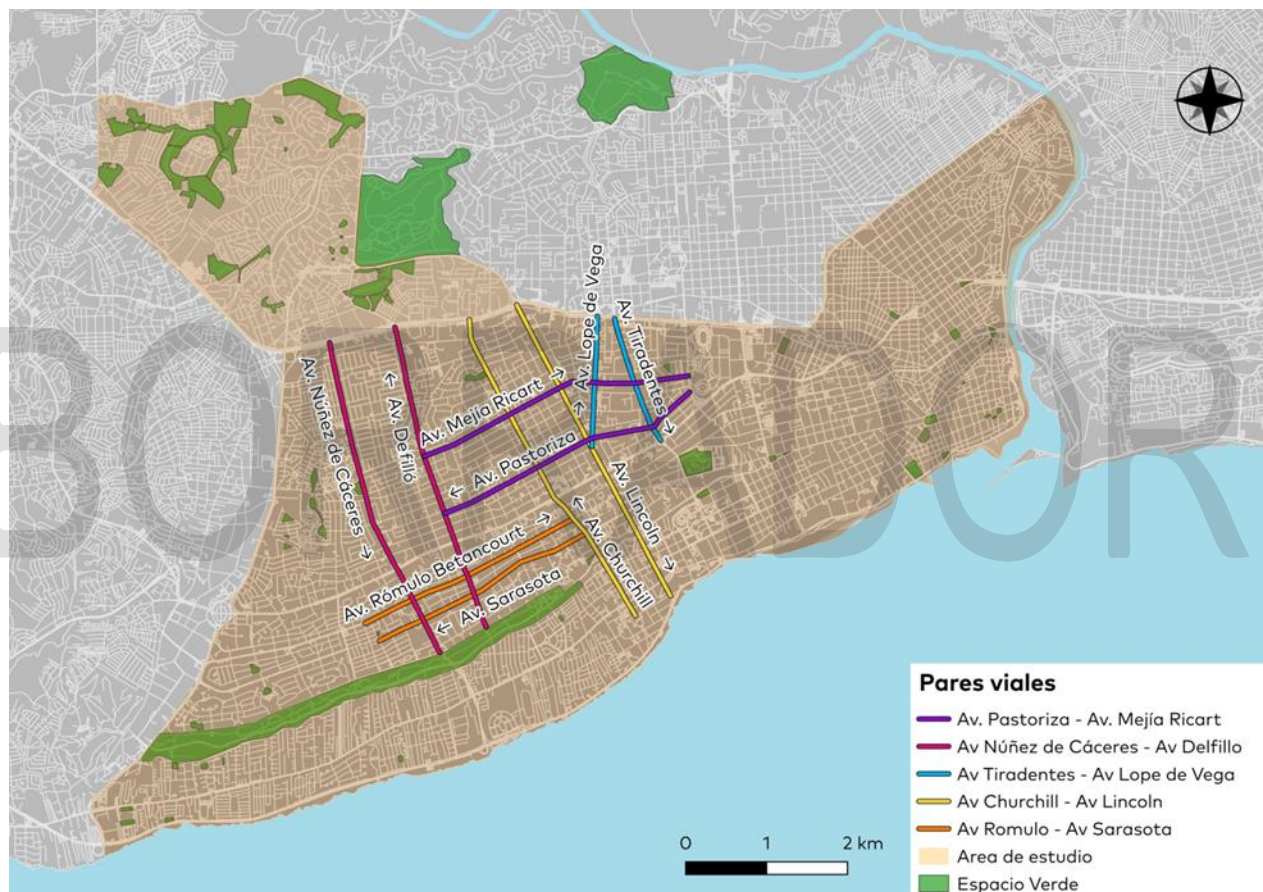 Av. Lope de Vega
Av. Tiradentes
Av. Núñez de Cáceres
Av. Defilló
Av. Mejía Ricart
Av. Pastoriza
Av. Lincoln
Av. Churchill
Av. Rómulo Betancourt
Av. Sarasota
BORRADOR
0 1 2 km
Pares viales
Av. Pastoriza - Av. Mejía Ricart
Av Núñez de Cáceres - Av Delfillo
Av Tiradentes - Av Lope de Vega
Av Churchill - Av Lincoln
Av Romulo - Av Sarasota
Area de estudio
Espacio Verde